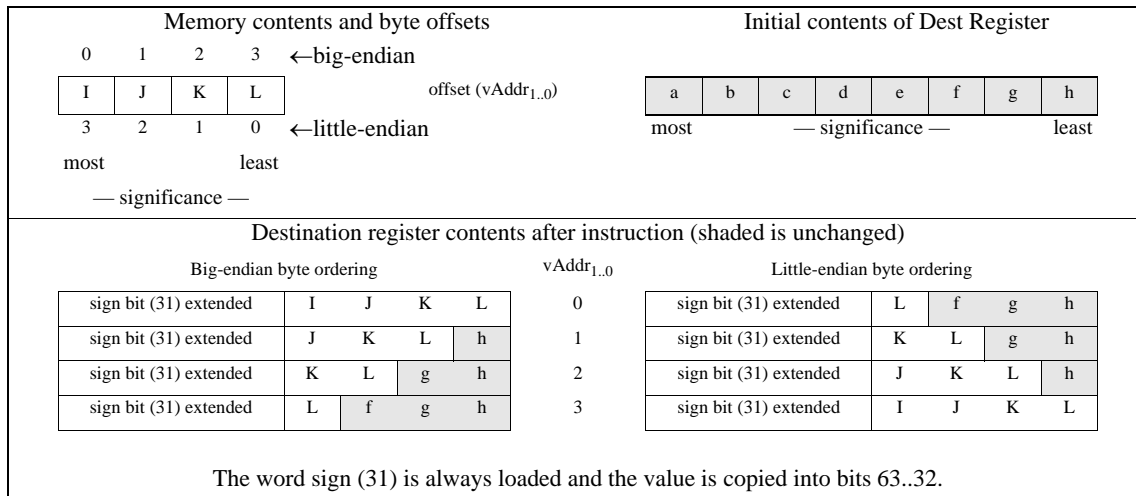 Memory contents and byte offsets
0 1 2 3 ←big-endian
I J K L offset (vAddr1..0)
3 2 1 0 ←little-endian
most least
— significance —
Initial contents of Dest Register
a b c d e f g h
most — significance — least
Destination register contents after instruction (shaded is unchanged)
Big-endian byte ordering vAddr1..0 Little-endian byte ordering
sign bit (31) extended I J K L 0 sign bit (31) extended L f g h
sign bit (31) extended J K L h 1 sign bit (31) extended K L g h
sign bit (31) extended K L g h 2 sign bit (31) extended J K L h
sign bit (31) extended L f g h 3 sign bit (31) extended I J K L
The word sign (31) is always loaded and the value is copied into bits 63..32.